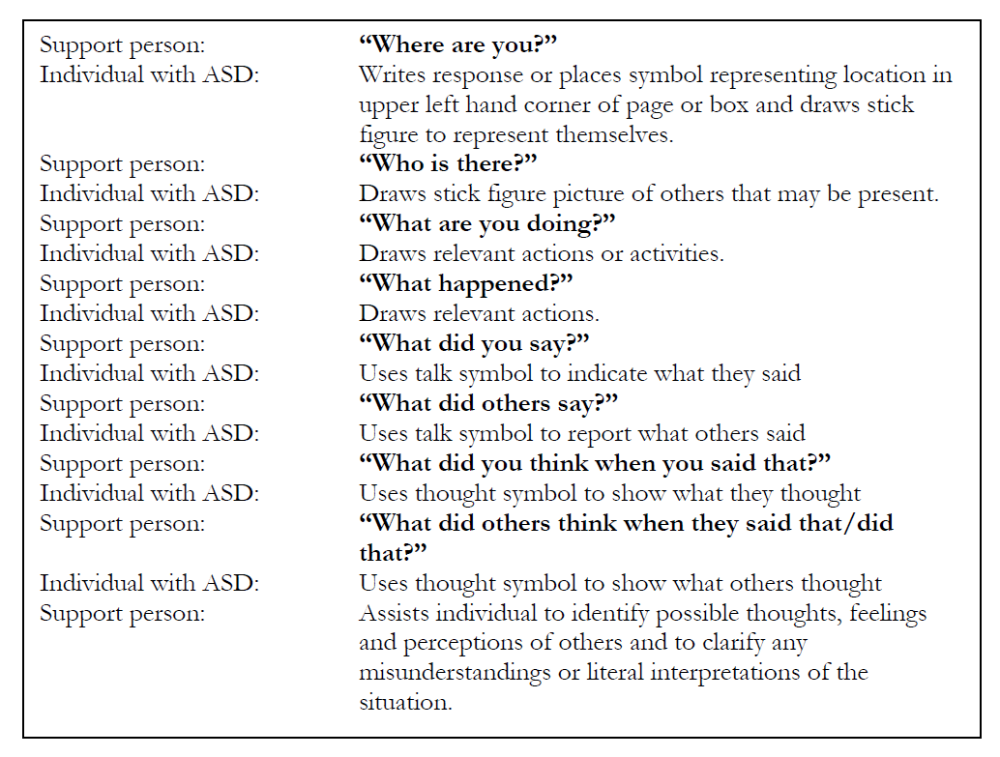 Support person: “Where are you?”
Individual with ASD: Writes response or places symbol representing location in
upper left hand corner of page or box and draws stick
figure to represent themselves.
Support person: “Who is there?”
Individual with ASD: Draws stick figure picture of others that may be present.
Support person: “What are you doing?”
Individual with ASD: Draws relevant actions or activities.
Support person: “What happened?”
Individual with ASD: Draws relevant actions.
Support person: “What did you say?”
Individual with ASD: Uses talk symbol to indicate what they said
Support person: “What did others say?”
Individual with ASD: Uses talk symbol to report what others said
Support person: “What did you think when you said that?”
Individual with ASD: Uses thought symbol to show what they thought
Support person: “What did others think when they said that/did
that?”
Individual with ASD: Uses thought symbol to show what others thought
Support person: Assists individual to identify possible thoughts, feelings
and perceptions of others and to clarify any
misunderstandings or literal interpretations of the
situation.